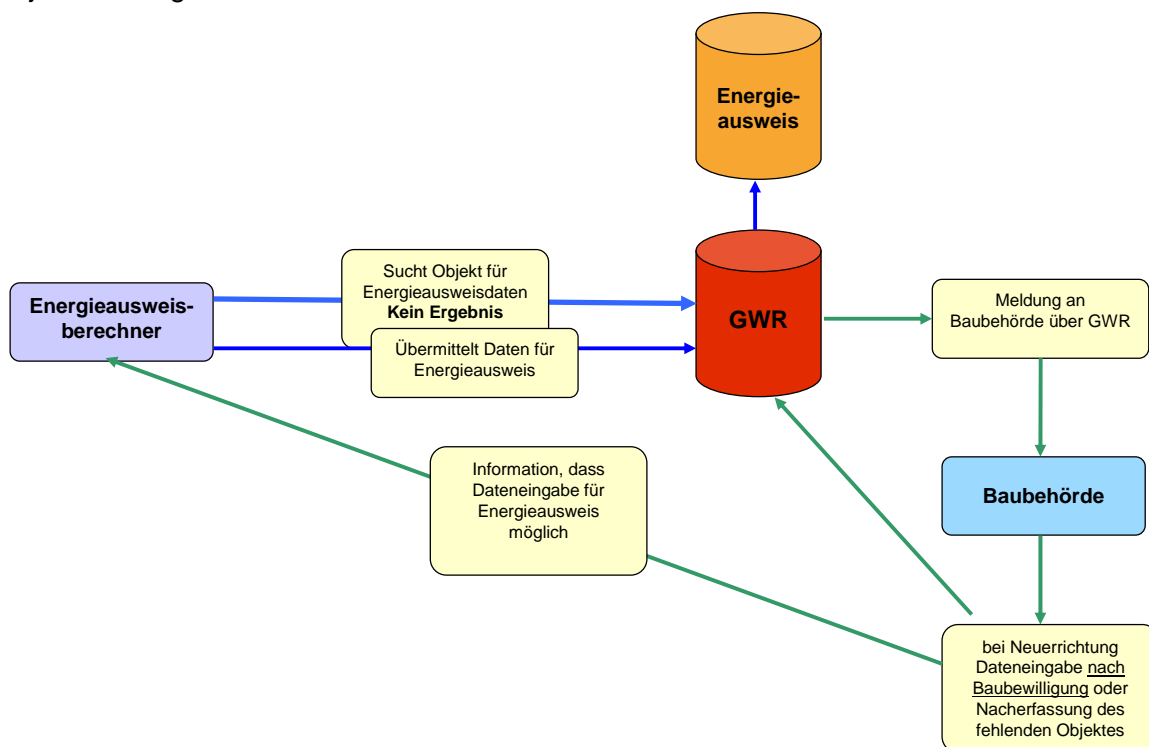 Energie-
ausweis
Sucht Objekt für
Energieausweisdaten
Kein Ergebnis
Energieausweis-
berechner
GWR
Meldung an
Baubehörde über GWR
Übermittelt Daten für
Energieausweis
Information, dass
Dateneingabe für
Energieausweis
möglich
Baubehörde
bei Neuerrichtung
Dateneingabe nach
Baubewilligung oder
Nacherfassung des
fehlenden Objektes